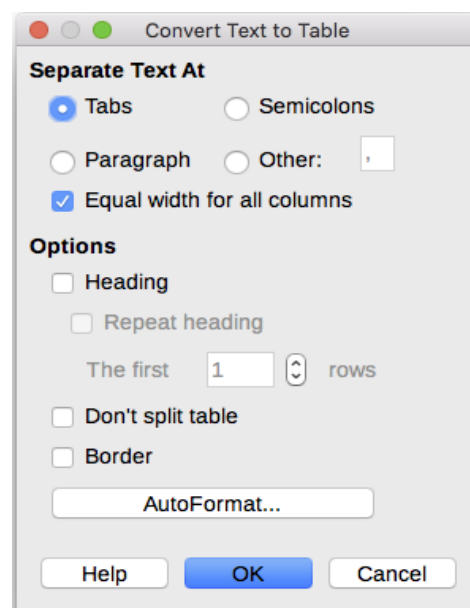 Convert Text to Table
Separate Text At
Tabs Semicolons
Paragraph Other: ,
Equal width for all columns
Options
Heading
Repeat heading
The first 1 rows
Don't split table
Border
AutoFormat...
Help OK Cancel